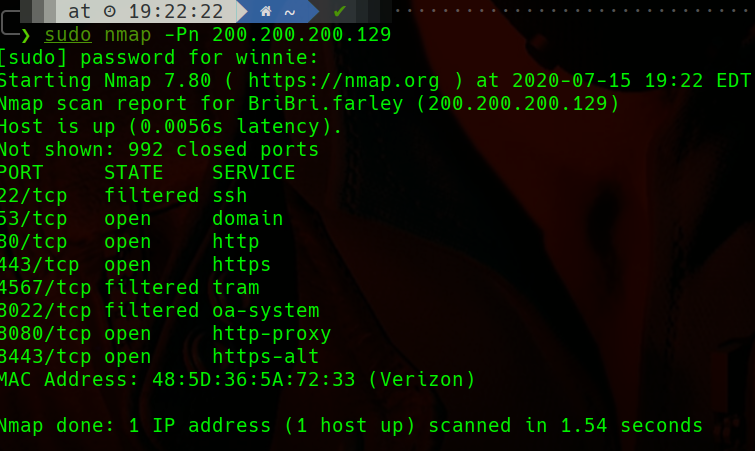 at 19:22:22 ~ ✔
❯ sudo nmap -Pn 200.200.200.129
[sudo] password for winnie:
Starting Nmap 7.80 ( https://nmap.org ) at 2020-07-15 19:22 EDT
Nmap scan report for BriBri.farley (200.200.200.129)
Host is up (0.0056s latency).
Not shown: 992 closed ports
PORT     STATE    SERVICE
22/tcp   filtered ssh
53/tcp   open     domain
80/tcp   open     http
443/tcp  open     https
4567/tcp filtered tram
8022/tcp filtered oa-system
8080/tcp open     http-proxy
8443/tcp open     https-alt
MAC Address: 48:5D:36:5A:72:33 (Verizon)
Nmap done: 1 IP address (1 host up) scanned in 1.54 seconds